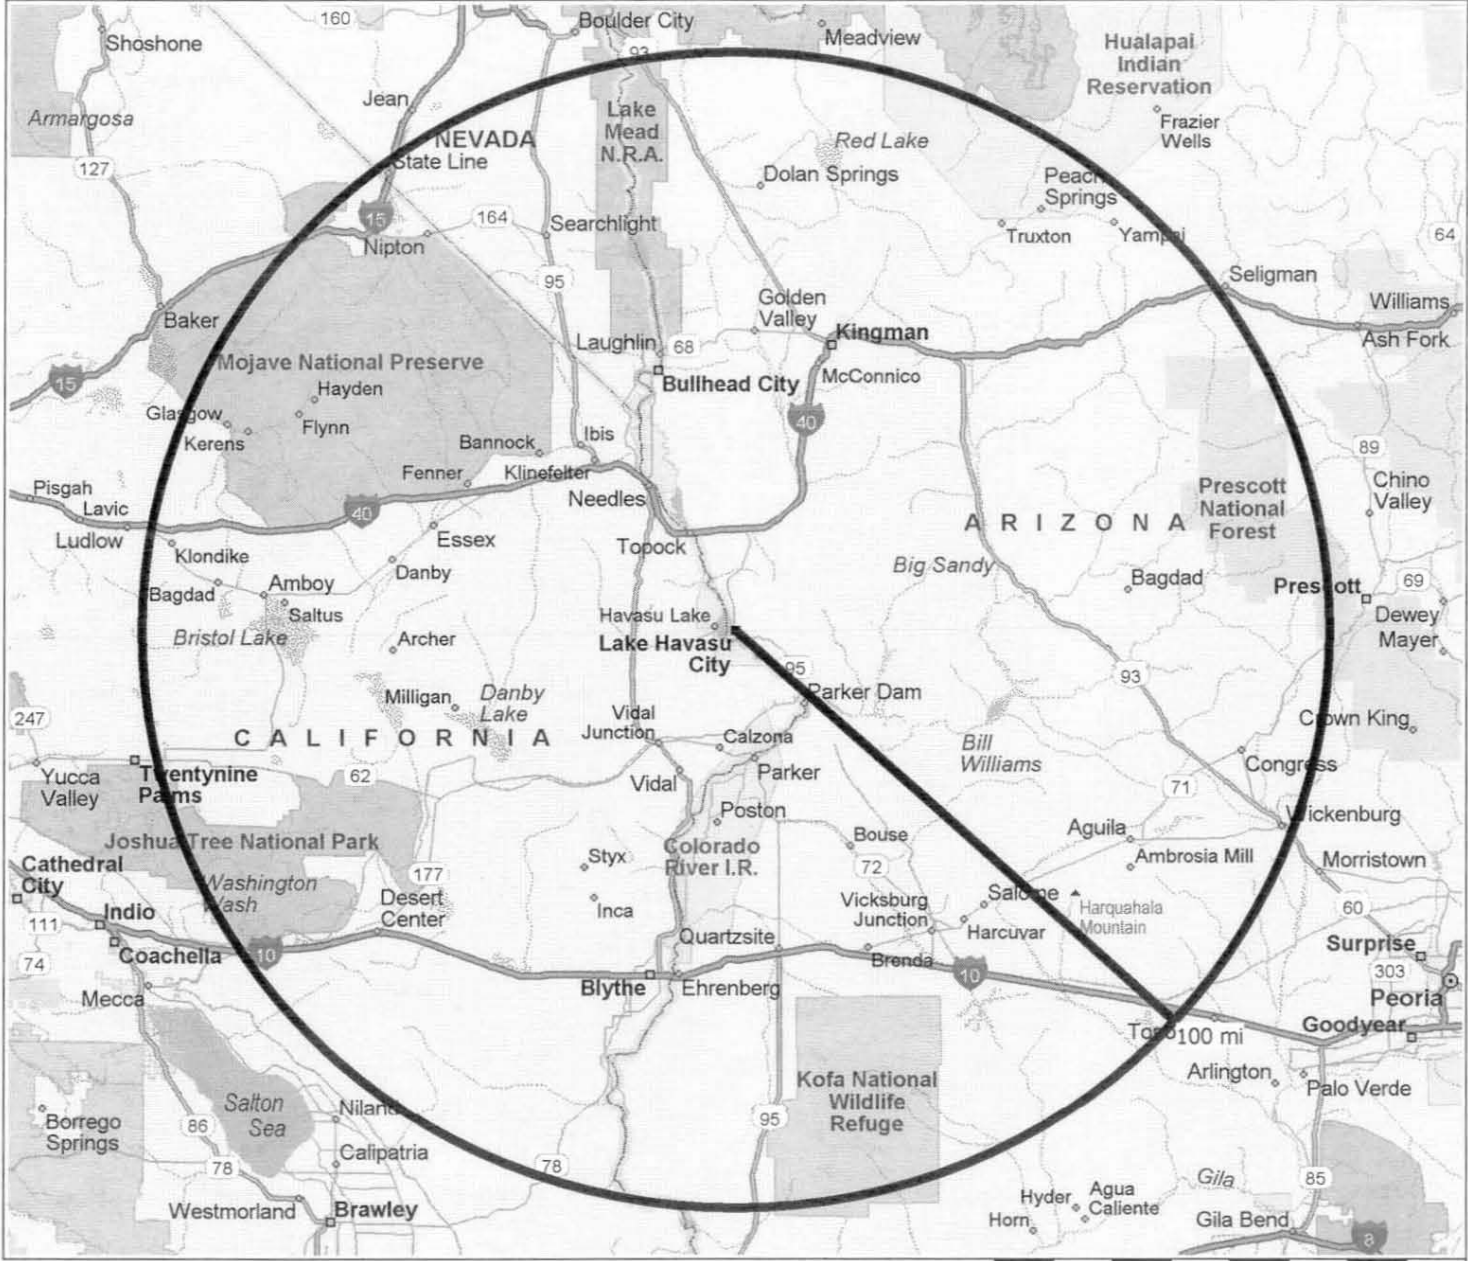 160
Boulder City
Meadview
Shoshone
93
Hualapai
Indian
Reservation
Jean
Armargosa
Lake
Mead
N.R.A.
Frazier
Wells
NEVADA
State Line
Red Lake
127
Dolan Springs
Peach
Springs
15
164
Searchlight
Truxton
Yampai
64
Nipton
95
Seligman
Golden
Valley
Williams
Baker
Kingman
Laughlin
68
Ash Fork
Mojave National Preserve
15
Bullhead City
McConnico
Hayden
Glasgow
Flynn
40
Kerens
Bannock
Ibis
89
Fenner
Klinefelter
Chino
Valley
Pisgah
Needles
Prescott
National
Forest
Lavic
40
ARIZONA
Ludlow
Essex
Topock
Klondike
Big Sandy
Danby
Bagdad
Amboy
Bagdad
Prescott
69
Saltus
Havasu Lake
Dewey
Bristol Lake
Archer
Lake Havasu
City
Mayer
95
93
Milligan
Danby
Lake
Parker Dam
247
Vidal
Junction
Crown King
CALIFORNIA
Calzona
Bill
Williams
Yucca
Valley
Twentynine
Palms
62
Vidal
Parker
Congress
71
Poston
Wickenburg
Joshua Tree National Park
Colorado
River I.R.
Bouse
Aguila
Cathedral
City
Styx
72
Ambrosia Mill
Morristown
177
Washington
Wash
Desert
Center
Vicksburg
Junction
Salome
111
Indio
Inca
Harquahala
Mountain
60
Harcuvar
Quartzsite
Surprise
74
Coachella
10
Brenda
10
303
Mecca
Blythe
Ehrenberg
Peoria
Goodyear
100 mi
Arlington
Kofa National
Wildlife
Refuge
Palo Verde
Salton
Sea
Niland
Borrego
Springs
86
95
Calipatria
78
78
Gila
85
Westmorland
Brawley
Hyder
Agua
Caliente
Horn
Gila Bend
8